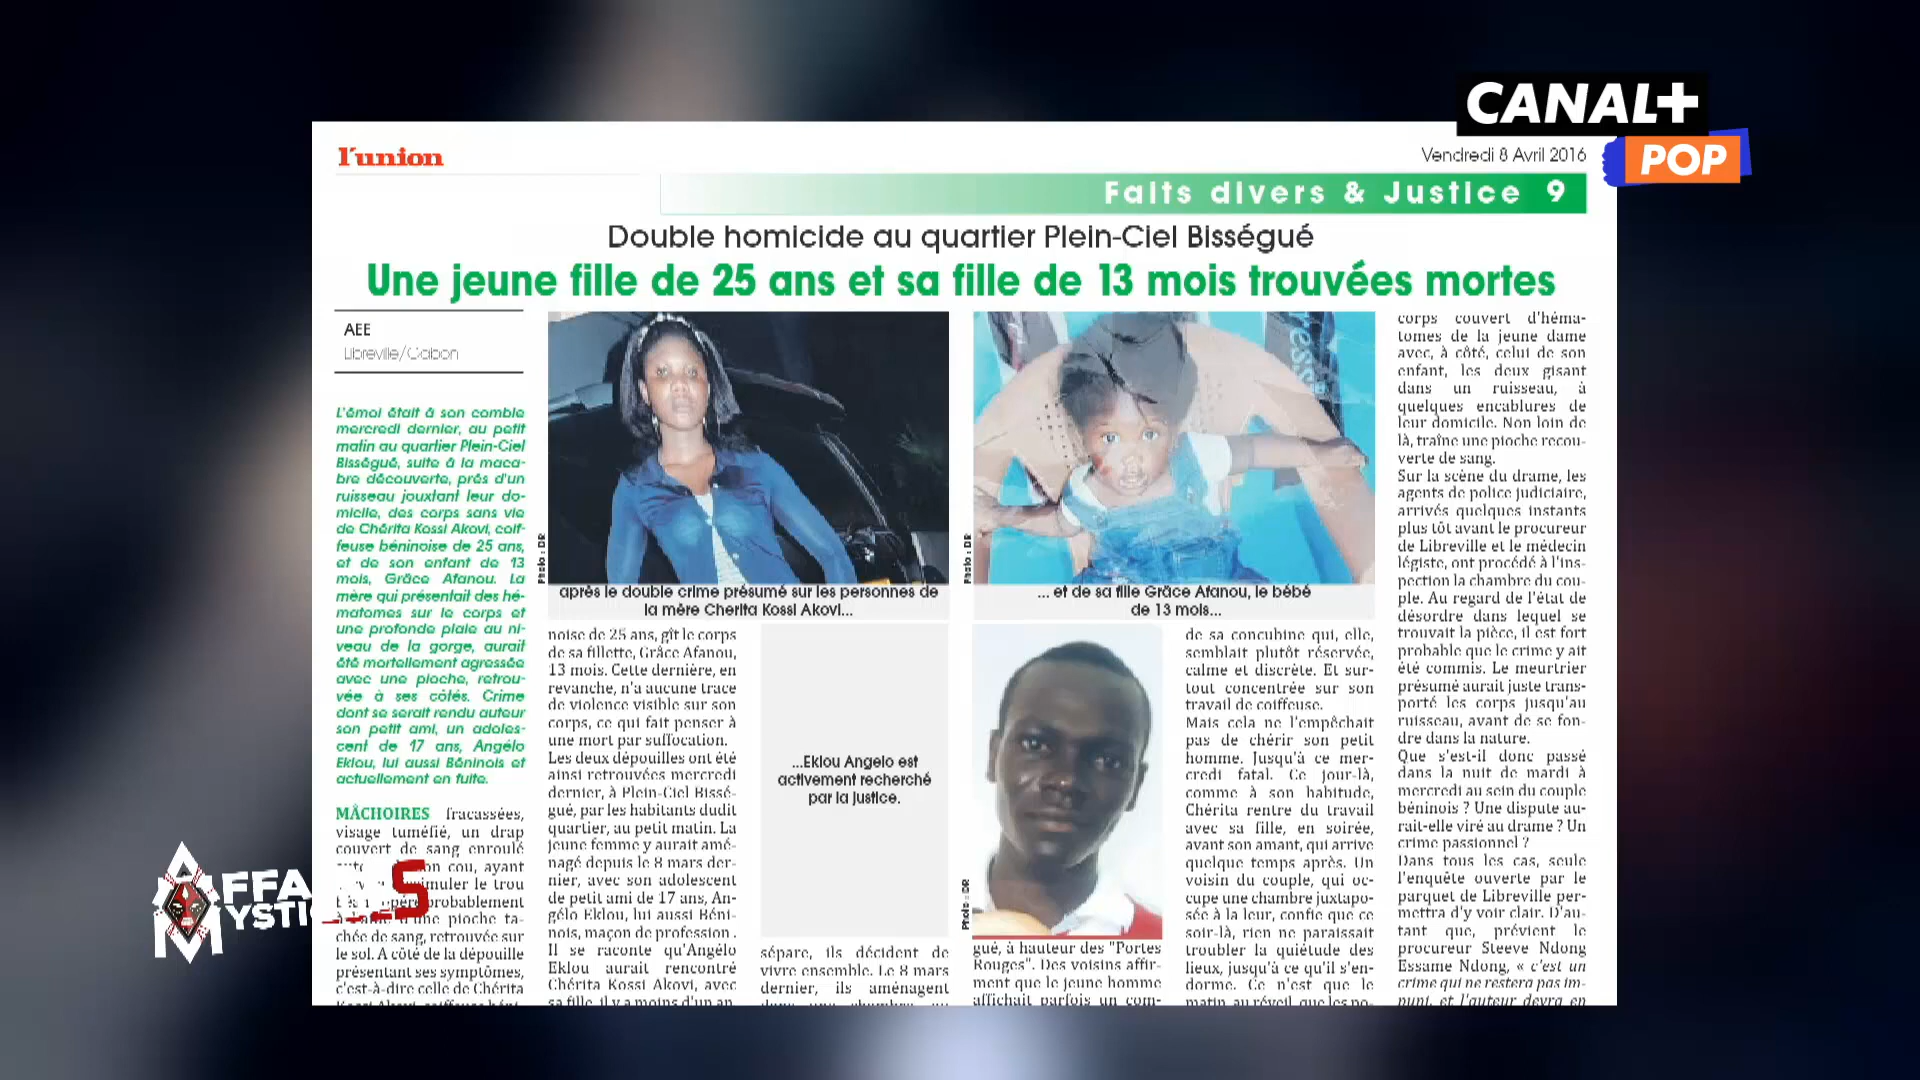 CANAL+
POP
l'union
Vendredi 8 Avril 2016
Faits divers & Justice 9
Double homicide au quartier Plein-Ciel Bisségué
Une jeune fille de 25 ans et sa fille de 13 mois trouvées mortes
AEE
Libreville/Gabon
L'émoi était à son comble
mercredi dernier, au petit
matin au quartier Plein-Ciel
Bisségué, suite à la maca-
bre découverte, près d'un
ruisseau jouxtant leur do-
micile, des corps sans vie
de Chérita Kossi Akovi, coif-
feuse béninoise de 25 ans,
et de son enfant de 13
mois, Grâce Afanou. La
mère qui présentait des hé-
matomes sur le corps et
une profonde plaie au ni-
veau de la gorge, aurait
été mortellement agressée
avec une pioche, retrou-
vée à ses côtés. Crime
dont se serait rendu auteur
son petit ami, un adoles-
cent de 17 ans, Angélo
Eklou, lui aussi Béninois et
actuellement en fuite.
MÂCHOIRES fracassées,
visage tuméfié, un drap
couvert de sang enroulé
cou, ayant
le trou
probablement
pioche ta-
chée de sang, retrouvée sur
le sol. A côté de la dépouille
présentant ses symptômes,
c'est-à-dire celle de Chérita
Photo : DR
après le double crime présumé sur les personnes de
la mère Cherita Kossi Akovi...
noise de 25 ans, gît le corps
de sa fillette, Grâce Afanou,
13 mois. Cette dernière, en
revanche, n'a aucune trace
de violence visible sur son
corps, ce qui fait penser à
une mort par suffocation.
Les deux dépouilles ont été
ainsi retrouvées mercredi
dernier, à Plein-Ciel Bissé-
gué, par les habitants dudit
quartier, au petit matin. La
jeune femme y aurait amé-
nagé depuis le 8 mars der-
nier, avec son adolescent
de petit ami de 17 ans, An-
gélo Eklou, lui aussi Béni-
nois, maçon de profession .
Il se raconte qu'Angélo
Eklou aurait rencontré
Chérita Kossi Akovi, avec
sa fille, il y a moins d'un an,
...Eklou Angelo est
activement recherché
par la justice.
sépare, ils décident de
vivre ensemble. Le 8 mars
dernier, ils aménagent
Photo : DR
... et de sa fille Grâce Afanou, le bébé
de 13 mois...
Photo : DR
gué, à hauteur des "Portes
Rouges". Des voisins affir-
ment que le jeune homme
affichait parfois un com-
de sa concubine qui, elle,
semblait plutôt réservée,
calme et discrète. Et sur-
tout concentrée sur son
travail de coiffeuse.
Mais cela ne l'empêchait
pas de chérir son petit
homme. Jusqu'à ce mer-
credi fatal. Ce jour-là,
comme à son habitude,
Chérita rentre du travail
avec sa fille, en soirée,
avant son amant, qui arrive
quelque temps après. Un
voisin du couple, qui oc-
cupe une chambre juxtapo-
sée à la leur, confie que ce
soir-là, rien ne paraissait
troubler la quiétude des
lieux, jusqu'à ce qu'il s'en-
dorme. Ce n'est que le
matin, au réveil, que les po-
corps couvert d'héma-
tomes de la jeune dame
avec, à côté, celui de son
enfant, les deux gisant
dans un ruisseau, à
quelques encablures de
leur domicile. Non loin de
là, traîne une pioche recou-
verte de sang.
Sur la scène du drame, les
agents de police judiciaire,
arrivés quelques instants
plus tôt avant le procureur
de Libreville et le médecin
légiste, ont procédé à l'ins-
pection la chambre du cou-
ple. Au regard de l'état de
désordre dans lequel se
trouvait la pièce, il est fort
probable que le crime y ait
été commis. Le meurtrier
présumé aurait juste trans-
porté les corps jusqu'au
ruisseau, avant de se fon-
dre dans la nature.
Que s'est-il donc passé
dans la nuit de mardi à
mercredi au sein du couple
béninois ? Une dispute au-
rait-elle viré au drame ? Un
crime passionnel ?
Dans tous les cas, seule
l'enquête ouverte par le
parquet de Libreville per-
mettra d'y voir clair. D'au-
tant que, prévient le
procureur Steeve Ndong
Essame Ndong, « c'est un
crime qui ne restera pas im-
puni, et l'auteur devra en